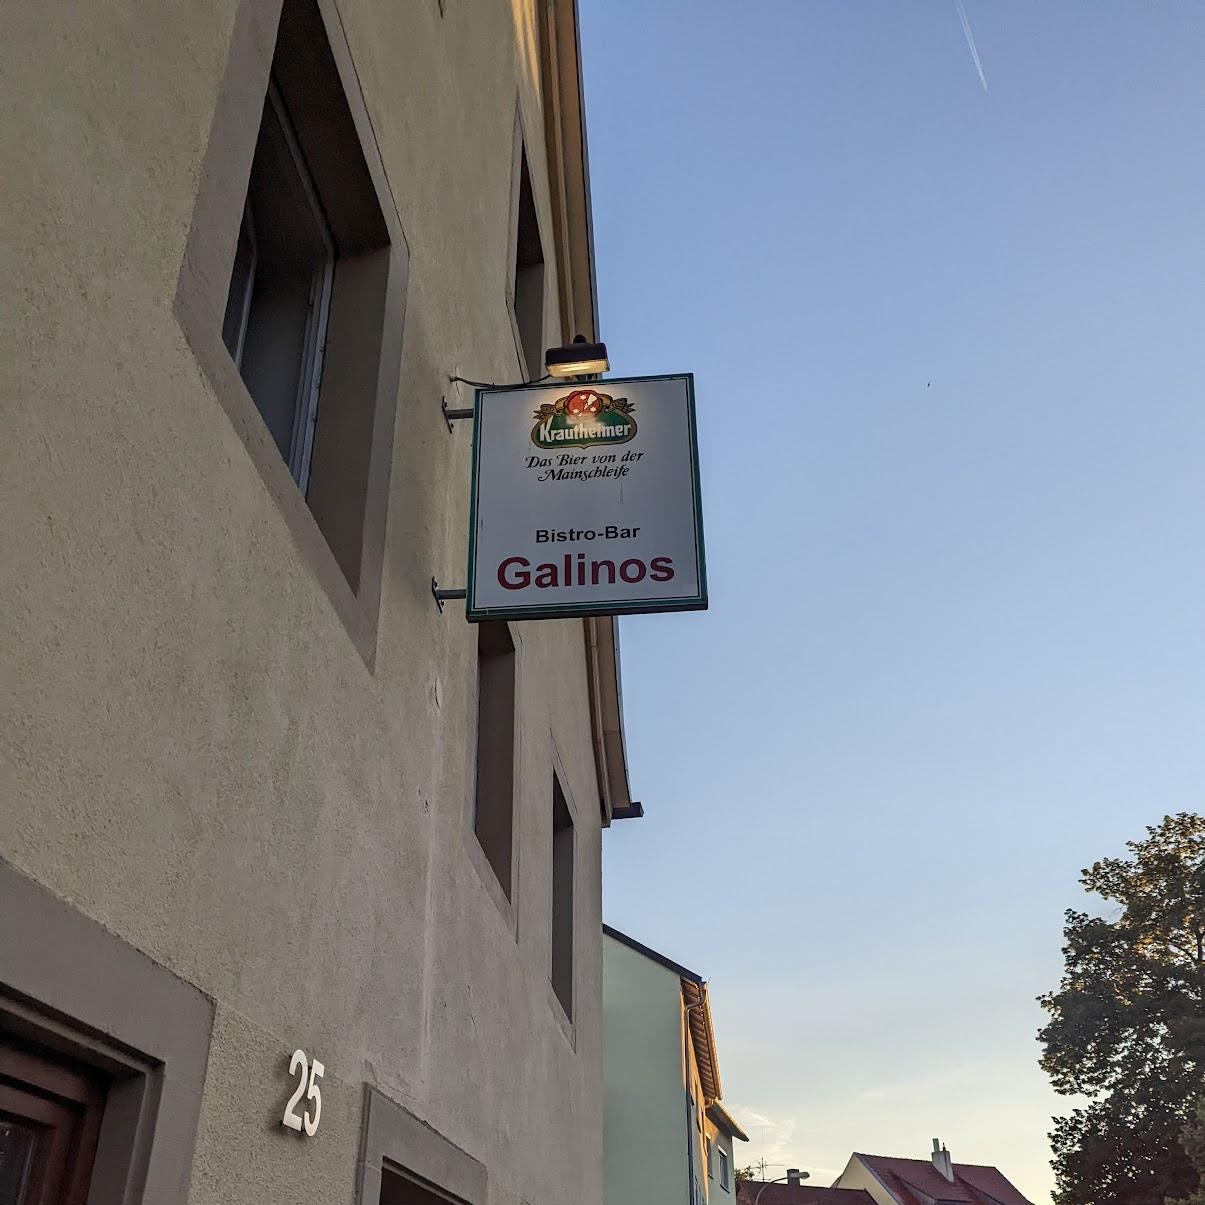 Krautheimer
Das Bier von der
Mainschleife
Bistro-Bar
Galinos
25